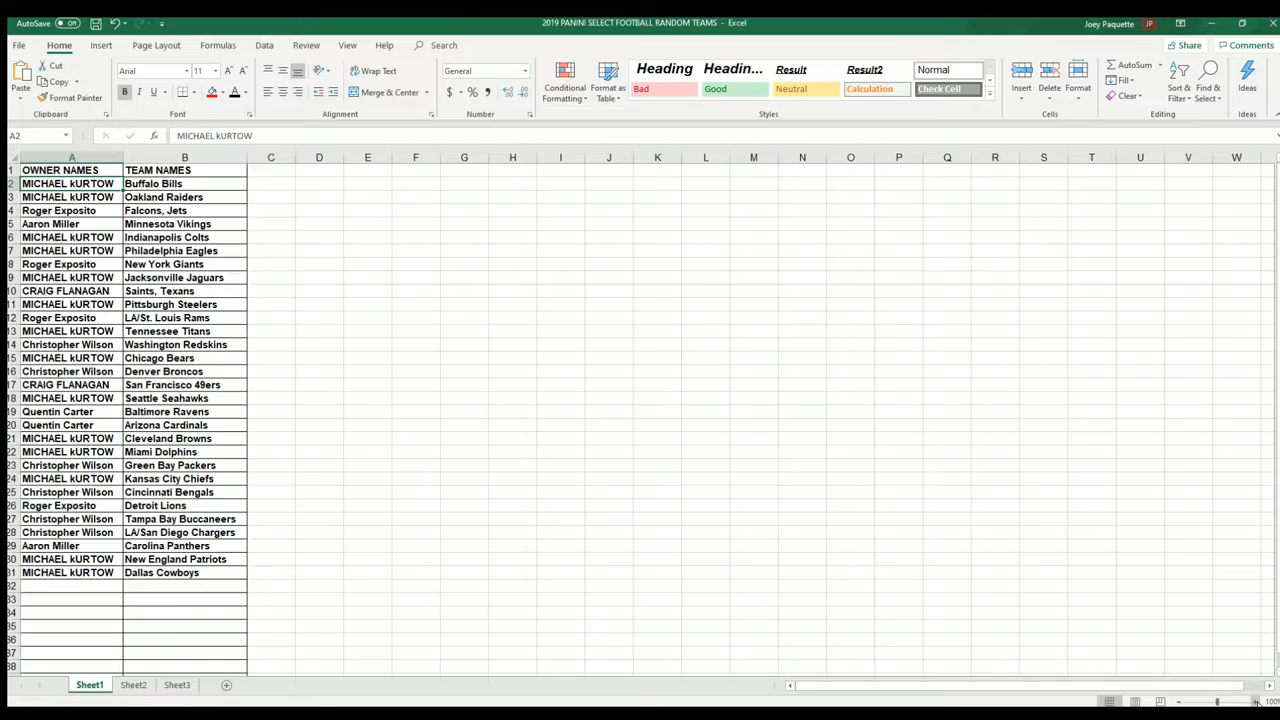 AutoSave Off 2019 PANINI SELECT FOOTBALL RANDOM TEAMS - Excel Joey Paquette JP
File Home Insert Page Layout Formulas Data Review View Help Search Share Comments
Paste Cut Copy Format Painter Clipboard
Arial 11 A A B I U A Font
Wrap Text Merge & Center Alignment
General $ % Number
Conditional Formatting Format as Table
Heading Headin... Result Result2 Normal
Bad Good Neutral Calculation Check Cell
Styles
Insert Delete Format Cells
AutoSum Fill Clear Sort & Filter Find & Select Editing
Ideas Ideas
A2 fx MICHAEL kURTOW
A B C D E F G H I J K L M N O P Q R S T U V W
1 OWNER NAMES TEAM NAMES
2 MICHAEL kURTOW Buffalo Bills
3 MICHAEL kURTOW Oakland Raiders
4 Roger Exposito Falcons, Jets
5 Aaron Miller Minnesota Vikings
6 MICHAEL kURTOW Indianapolis Colts
7 MICHAEL kURTOW Philadelphia Eagles
8 Roger Exposito New York Giants
9 MICHAEL kURTOW Jacksonville Jaguars
10 CRAIG FLANAGAN Saints, Texans
11 MICHAEL kURTOW Pittsburgh Steelers
12 Roger Exposito LA/St. Louis Rams
13 MICHAEL kURTOW Tennessee Titans
14 Christopher Wilson Washington Redskins
15 MICHAEL kURTOW Chicago Bears
16 Christopher Wilson Denver Broncos
17 CRAIG FLANAGAN San Francisco 49ers
18 MICHAEL kURTOW Seattle Seahawks
19 Quentin Carter Baltimore Ravens
20 Quentin Carter Arizona Cardinals
21 MICHAEL kURTOW Cleveland Browns
22 MICHAEL kURTOW Miami Dolphins
23 Christopher Wilson Green Bay Packers
24 MICHAEL kURTOW Kansas City Chiefs
25 Christopher Wilson Cincinnati Bengals
26 Roger Exposito Detroit Lions
27 Christopher Wilson Tampa Bay Buccaneers
28 Christopher Wilson LA/San Diego Chargers
29 Aaron Miller Carolina Panthers
30 MICHAEL kURTOW New England Patriots
31 MICHAEL kURTOW Dallas Cowboys
32
33
34
35
36
37
38
Sheet1 Sheet2 Sheet3
100%